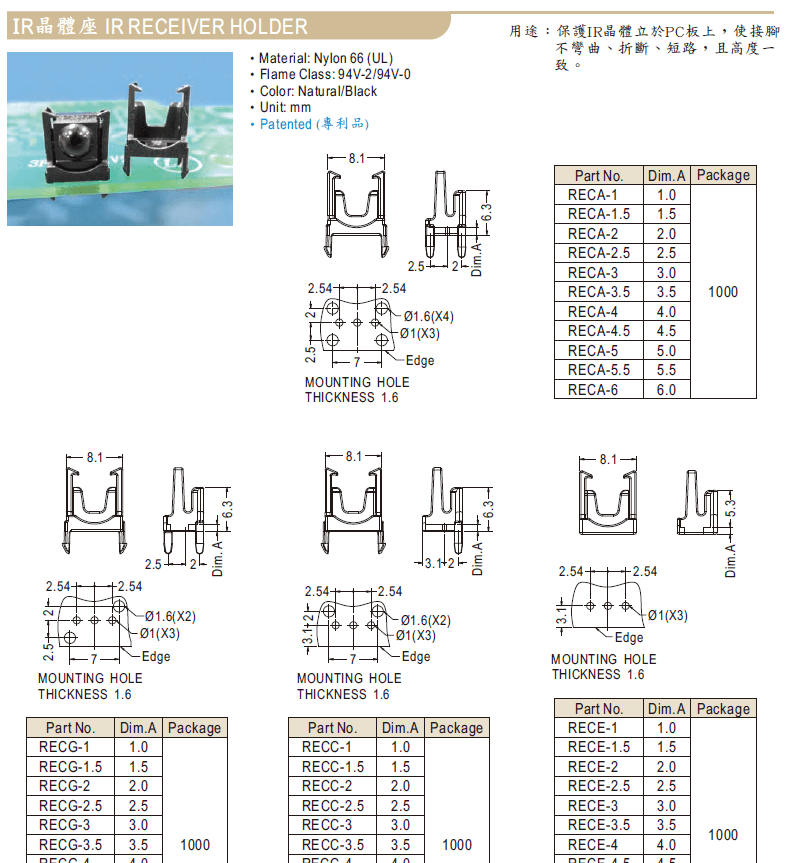 IR晶體座 IR RECEIVER HOLDER
用途：保護IR晶體立於PC板上，使接腳
不彎曲、折斷、短路，且高度一
致。
• Material: Nylon 66 (UL)
• Flame Class: 94V-2/94V-0
• Color: Natural/Black
• Unit: mm
• Patented (專利品)
8.1
6.3
2.5 2 Dim.A
2.54 2.54
2
Ø1.6(X4)
Ø1(X3)
2.5
7
Edge
MOUNTING HOLE
THICKNESS 1.6
Part No. Dim.A Package
RECA-1 1.0
RECA-1.5 1.5
RECA-2 2.0
RECA-2.5 2.5
RECA-3 3.0
RECA-3.5 3.5 1000
RECA-4 4.0
RECA-4.5 4.5
RECA-5 5.0
RECA-5.5 5.5
RECA-6 6.0
8.1
6.3
2.5 2 Dim.A
2.54 2.54
2
Ø1.6(X2)
Ø1(X3)
2.5
7
Edge
MOUNTING HOLE
THICKNESS 1.6
Part No. Dim.A Package
RECG-1 1.0
RECG-1.5 1.5
RECG-2 2.0
RECG-2.5 2.5
RECG-3 3.0
RECG-3.5 3.5 1000
8.1
6.3
3.1 2 Dim.A
2.54 2.54
2
Ø1.6(X2)
Ø1(X3)
3.1
7
Edge
MOUNTING HOLE
THICKNESS 1.6
Part No. Dim.A Package
RECC-1 1.0
RECC-1.5 1.5
RECC-2 2.0
RECC-2.5 2.5
RECC-3 3.0
RECC-3.5 3.5 1000
8.1
5.3
Dim.A
2.54 2.54
3.1
Ø1(X3)
Edge
MOUNTING HOLE
THICKNESS 1.6
Part No. Dim.A Package
RECE-1 1.0
RECE-1.5 1.5
RECE-2 2.0
RECE-2.5 2.5
RECE-3 3.0
RECE-3.5 3.5
RECE-4 4.0 1000